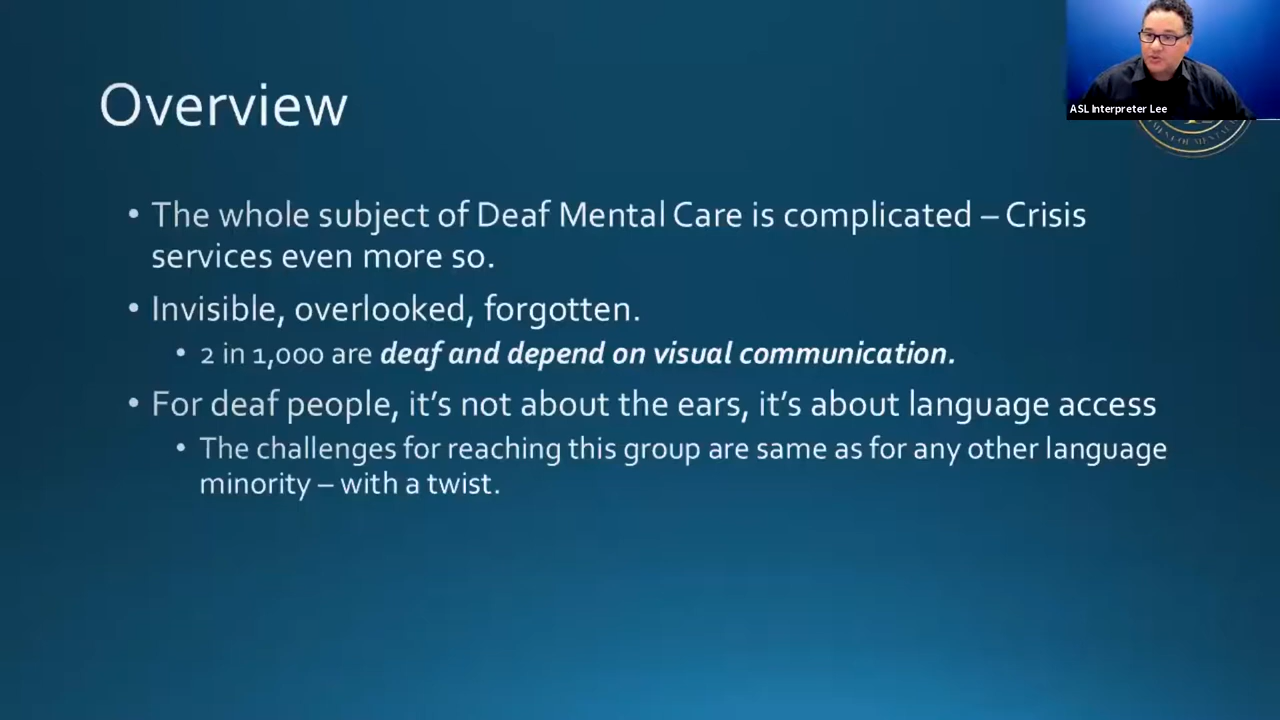 Overview
ASL Interpreter Lee
• The whole subject of Deaf Mental Care is complicated – Crisis
services even more so.
• Invisible, overlooked, forgotten.
• 2 in 1,000 are deaf and depend on visual communication.
• For deaf people, it's not about the ears, it's about language access
• The challenges for reaching this group are same as for any other language
minority – with a twist.